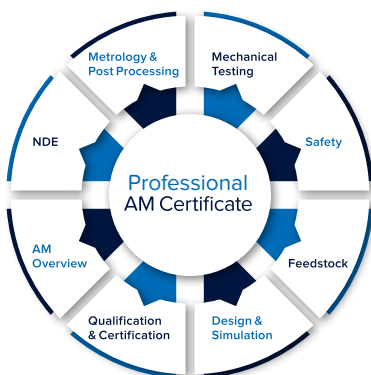 Metrology &
Post Processing
Mechanical
Testing
NDE
Safety
Professional
AM Certificate
AM
Overview
Feedstock
Qualification
& Certification
Design &
Simulation